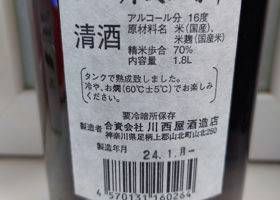 清酒
アルコール分 16度
原材料名／米(国産)、
米麹(国産米)
精米歩合／70%
内容量／1.8L
タンクで熟成致しました。
冷や、お燗(60℃±5℃)でお楽しみ
ください。
要冷暗所保存
製造者 合資会社 川西屋酒造店
神奈川県足柄上郡山北町山北250
製造年月
24.1.月
4570131160264